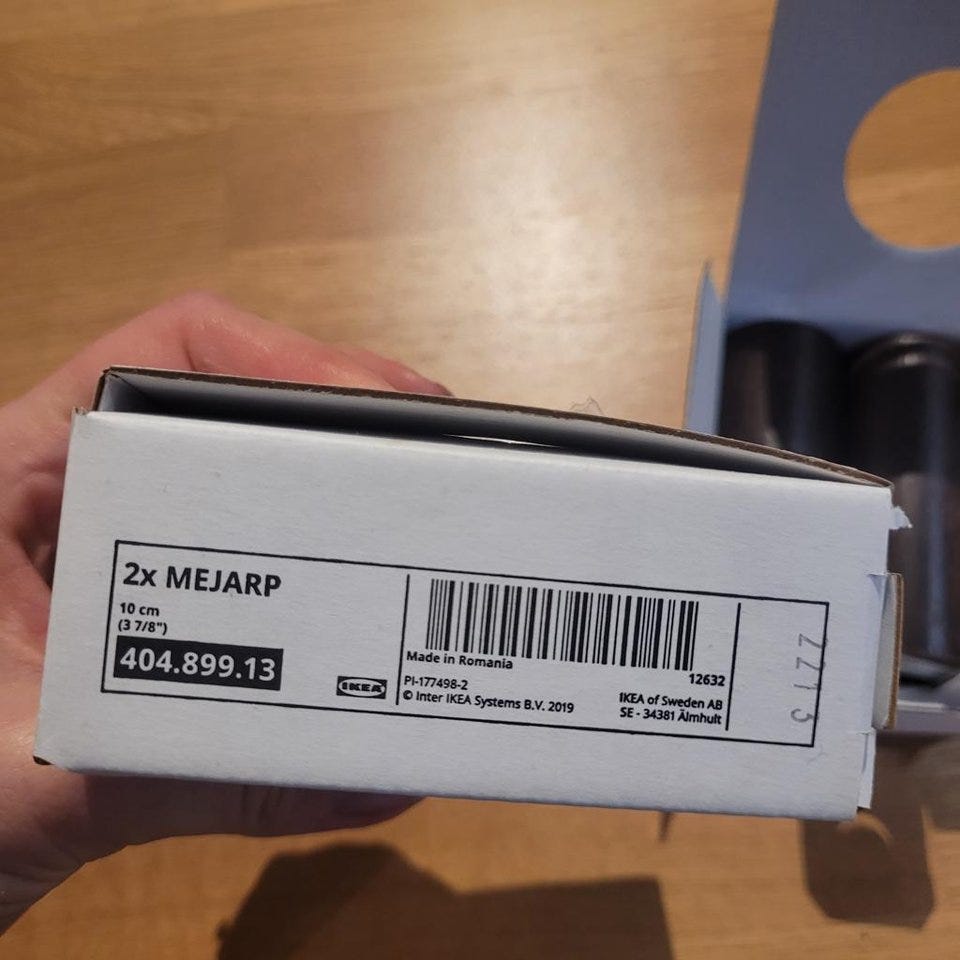 2x MEJARP
10 cm
(3 7/8")
404.899.13
IKEA
Made in Romania
12632
PI-177498-2
© Inter IKEA Systems B.V. 2019
IKEA of Sweden AB
SE - 34381 Älmhult
2213